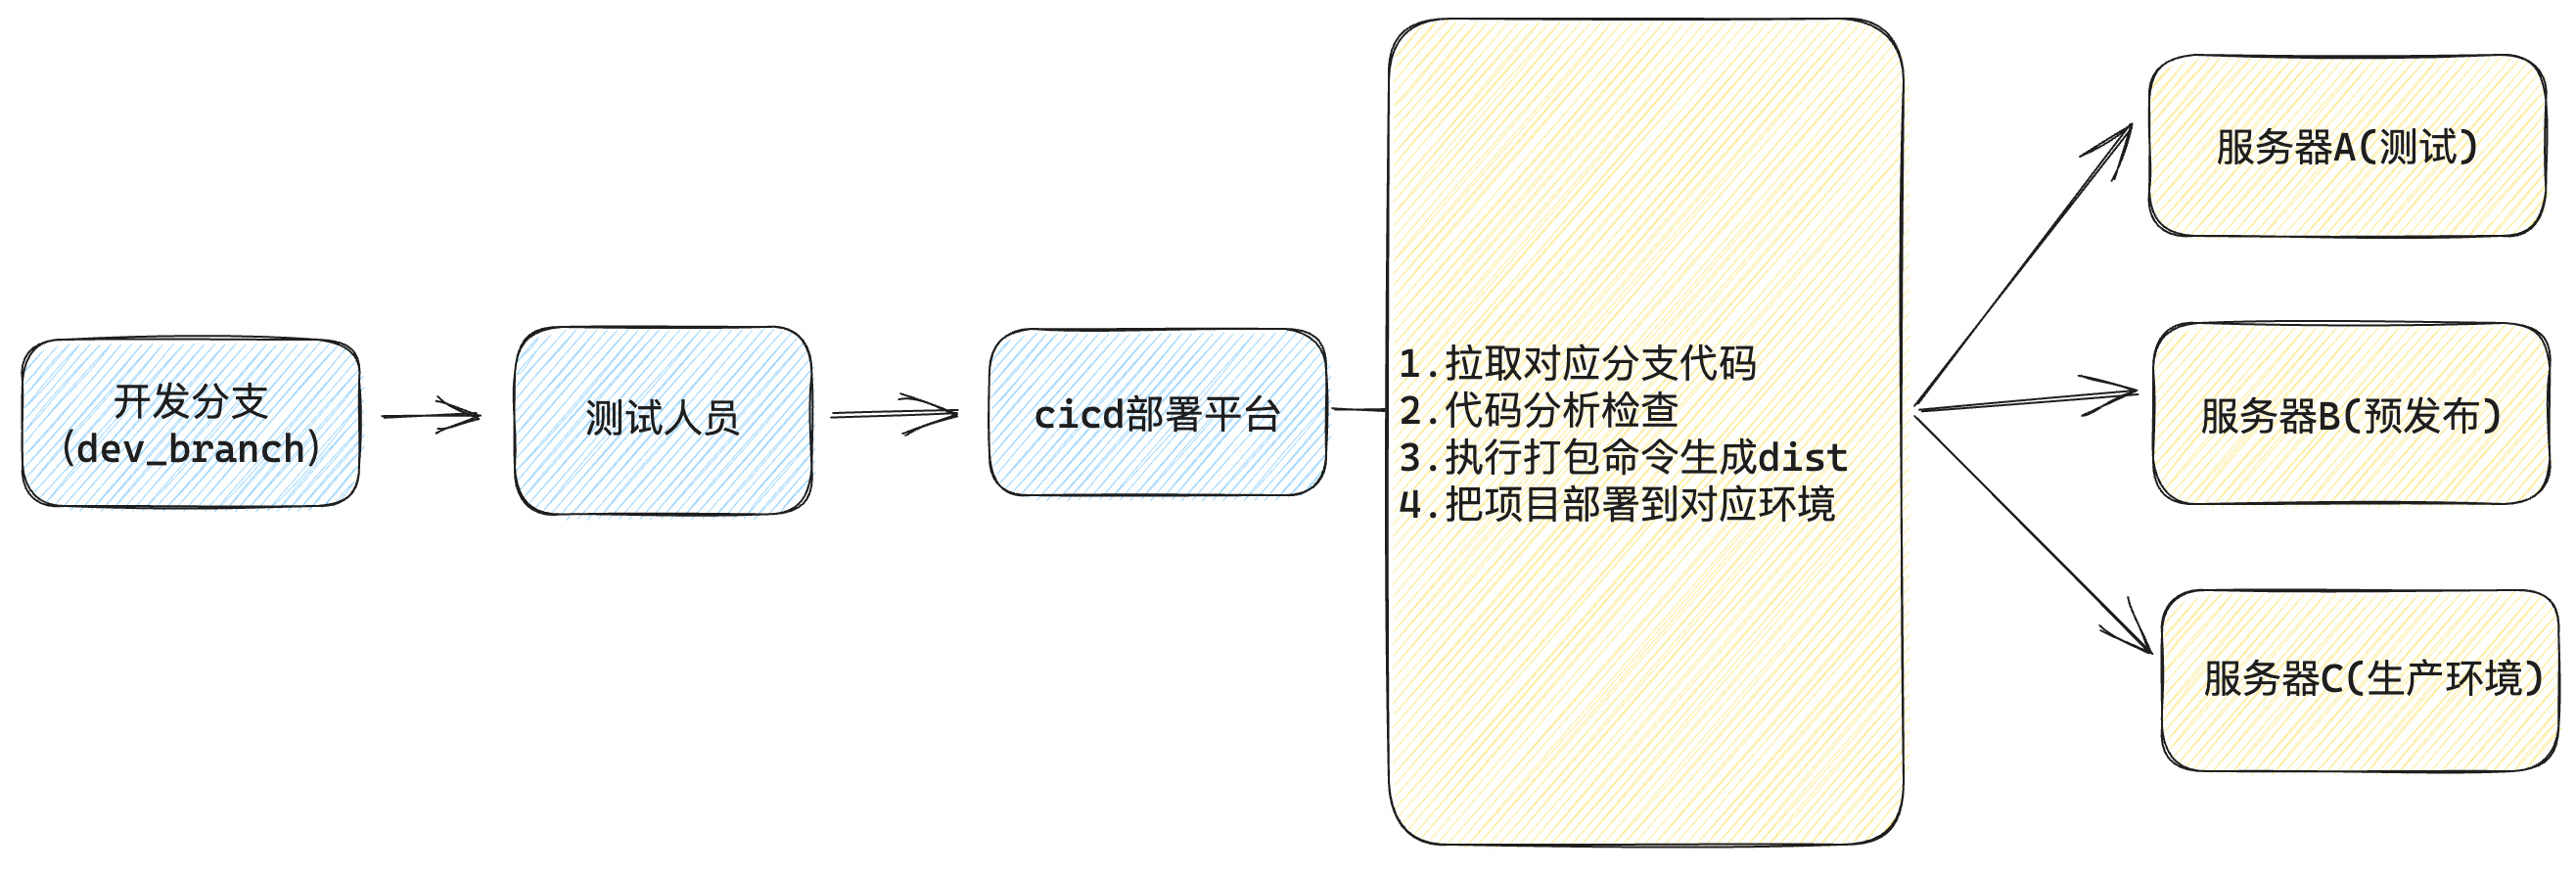 开发分支
(dev_branch)
测试人员
cicd部署平台
1.拉取对应分支代码
2.代码分析检查
3.执行打包命令生成dist
4.把项目部署到对应环境
服务器A(测试)
服务器B(预发布)
服务器C(生产环境)